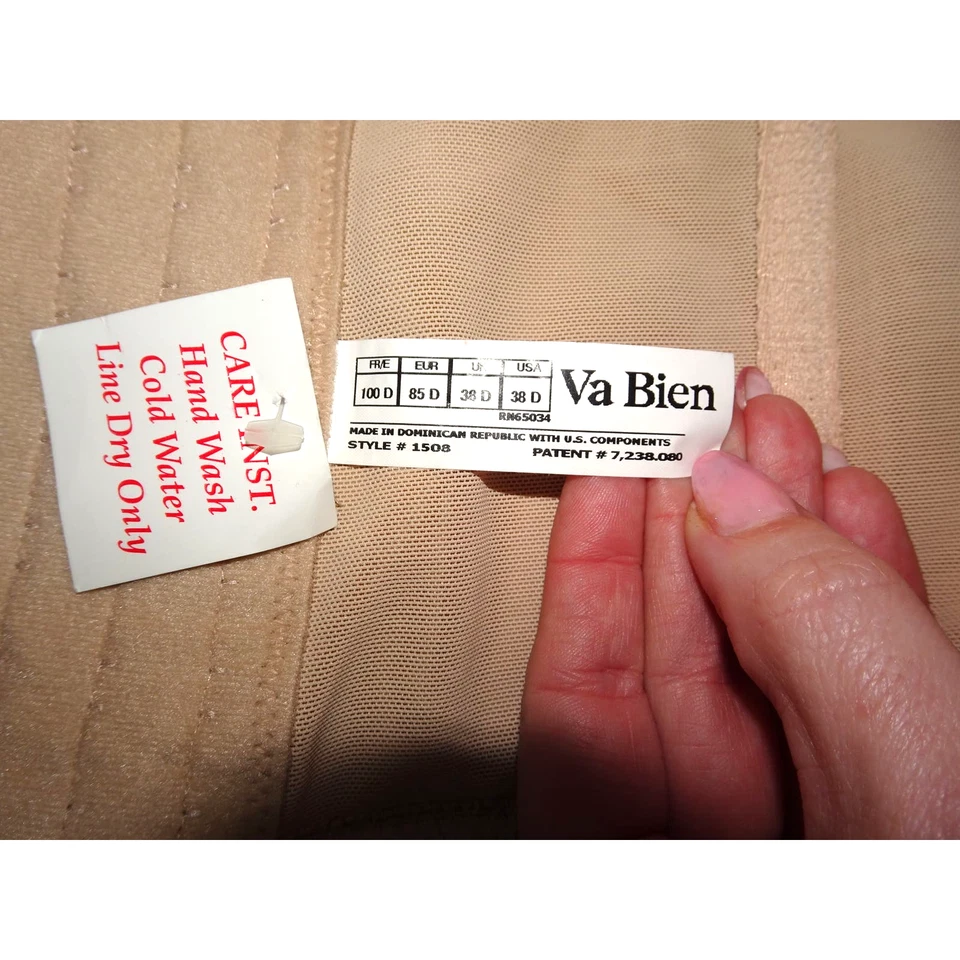 CARE INST.
Hand Wash
Cold Water
Line Dry Only
FR/E EUR USA
100 D 85 D 38 D 38 D
Va Bien
RN65034
MADE IN DOMINICAN REPUBLIC WITH U.S. COMPONENTS
STYLE # 1508
PATENT # 7,238.080